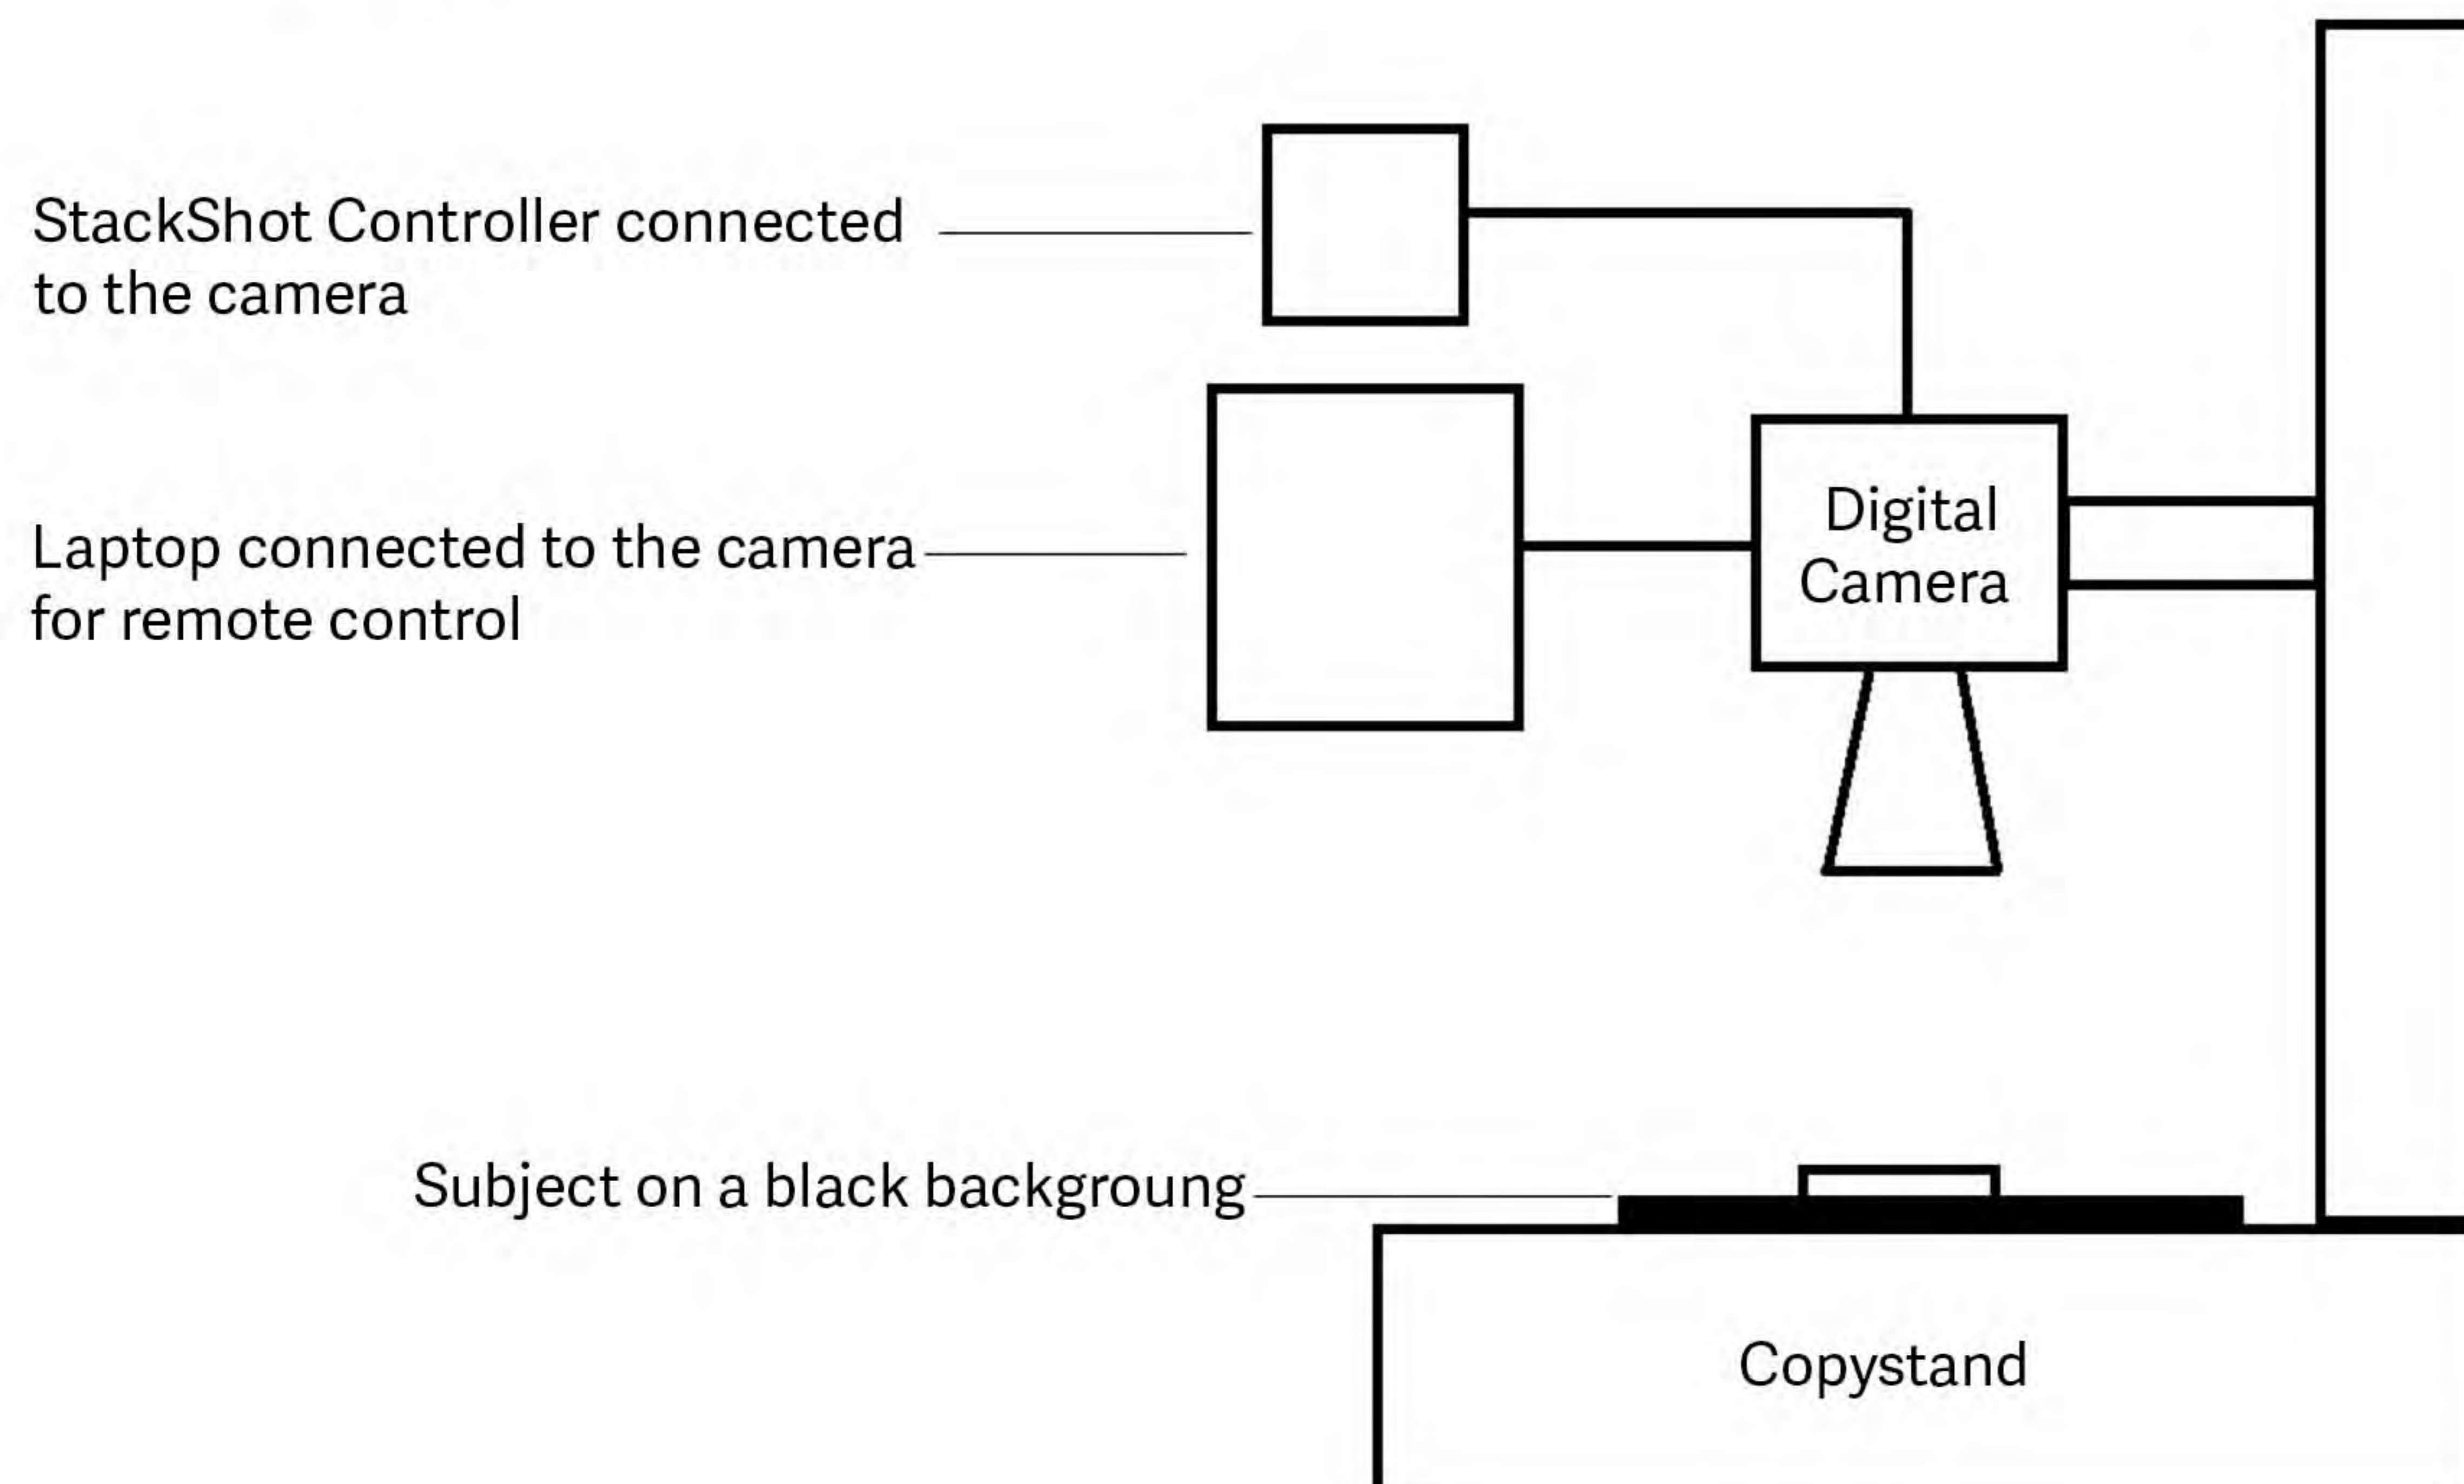 StackShot Controller connected
to the camera
Digital
Camera
Laptop connected to the camera
for remote control
Subject on a black backgroung
Copystand